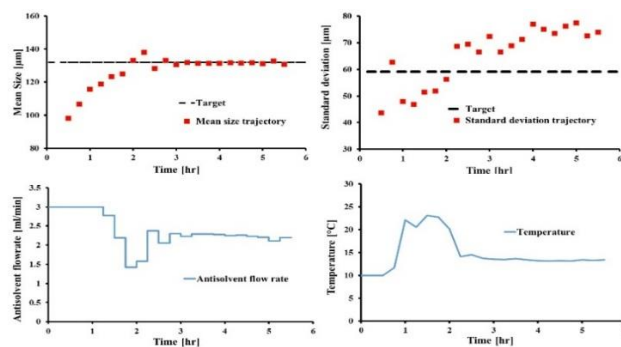 160
140
120
100
80
0 1 2 3 4 5 6
Mean Size [µm]
Time [hr]
Target
Mean size trajectory
80
70
60
50
40
30
0 1 2 3 4 5 6
Standard deviation [µm]
Time [hr]
Target
Standard deviation trajectory
3.5
3
2.5
2
1.5
1
0.5
0
0 1 2 3 4 5 6
Antisolvent flowrate [ml/min]
Time [hr]
Antisolvent flow rate
30
25
20
15
10
5
0
0 1 2 3 4 5 6
Temperature [°C]
Time [hr]
Temperature